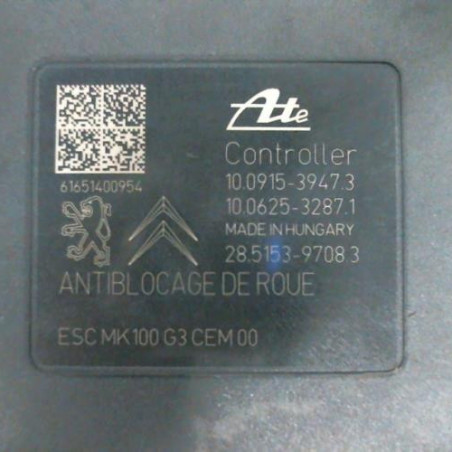 Ate
Controller
61651400954
10.0915-3947.3
10.0625-3287.1
MADE IN HUNGARY
28.5153-9708 3
ANTIBLOCAGE DE ROUE
ESC MK100 G3 CEM 00